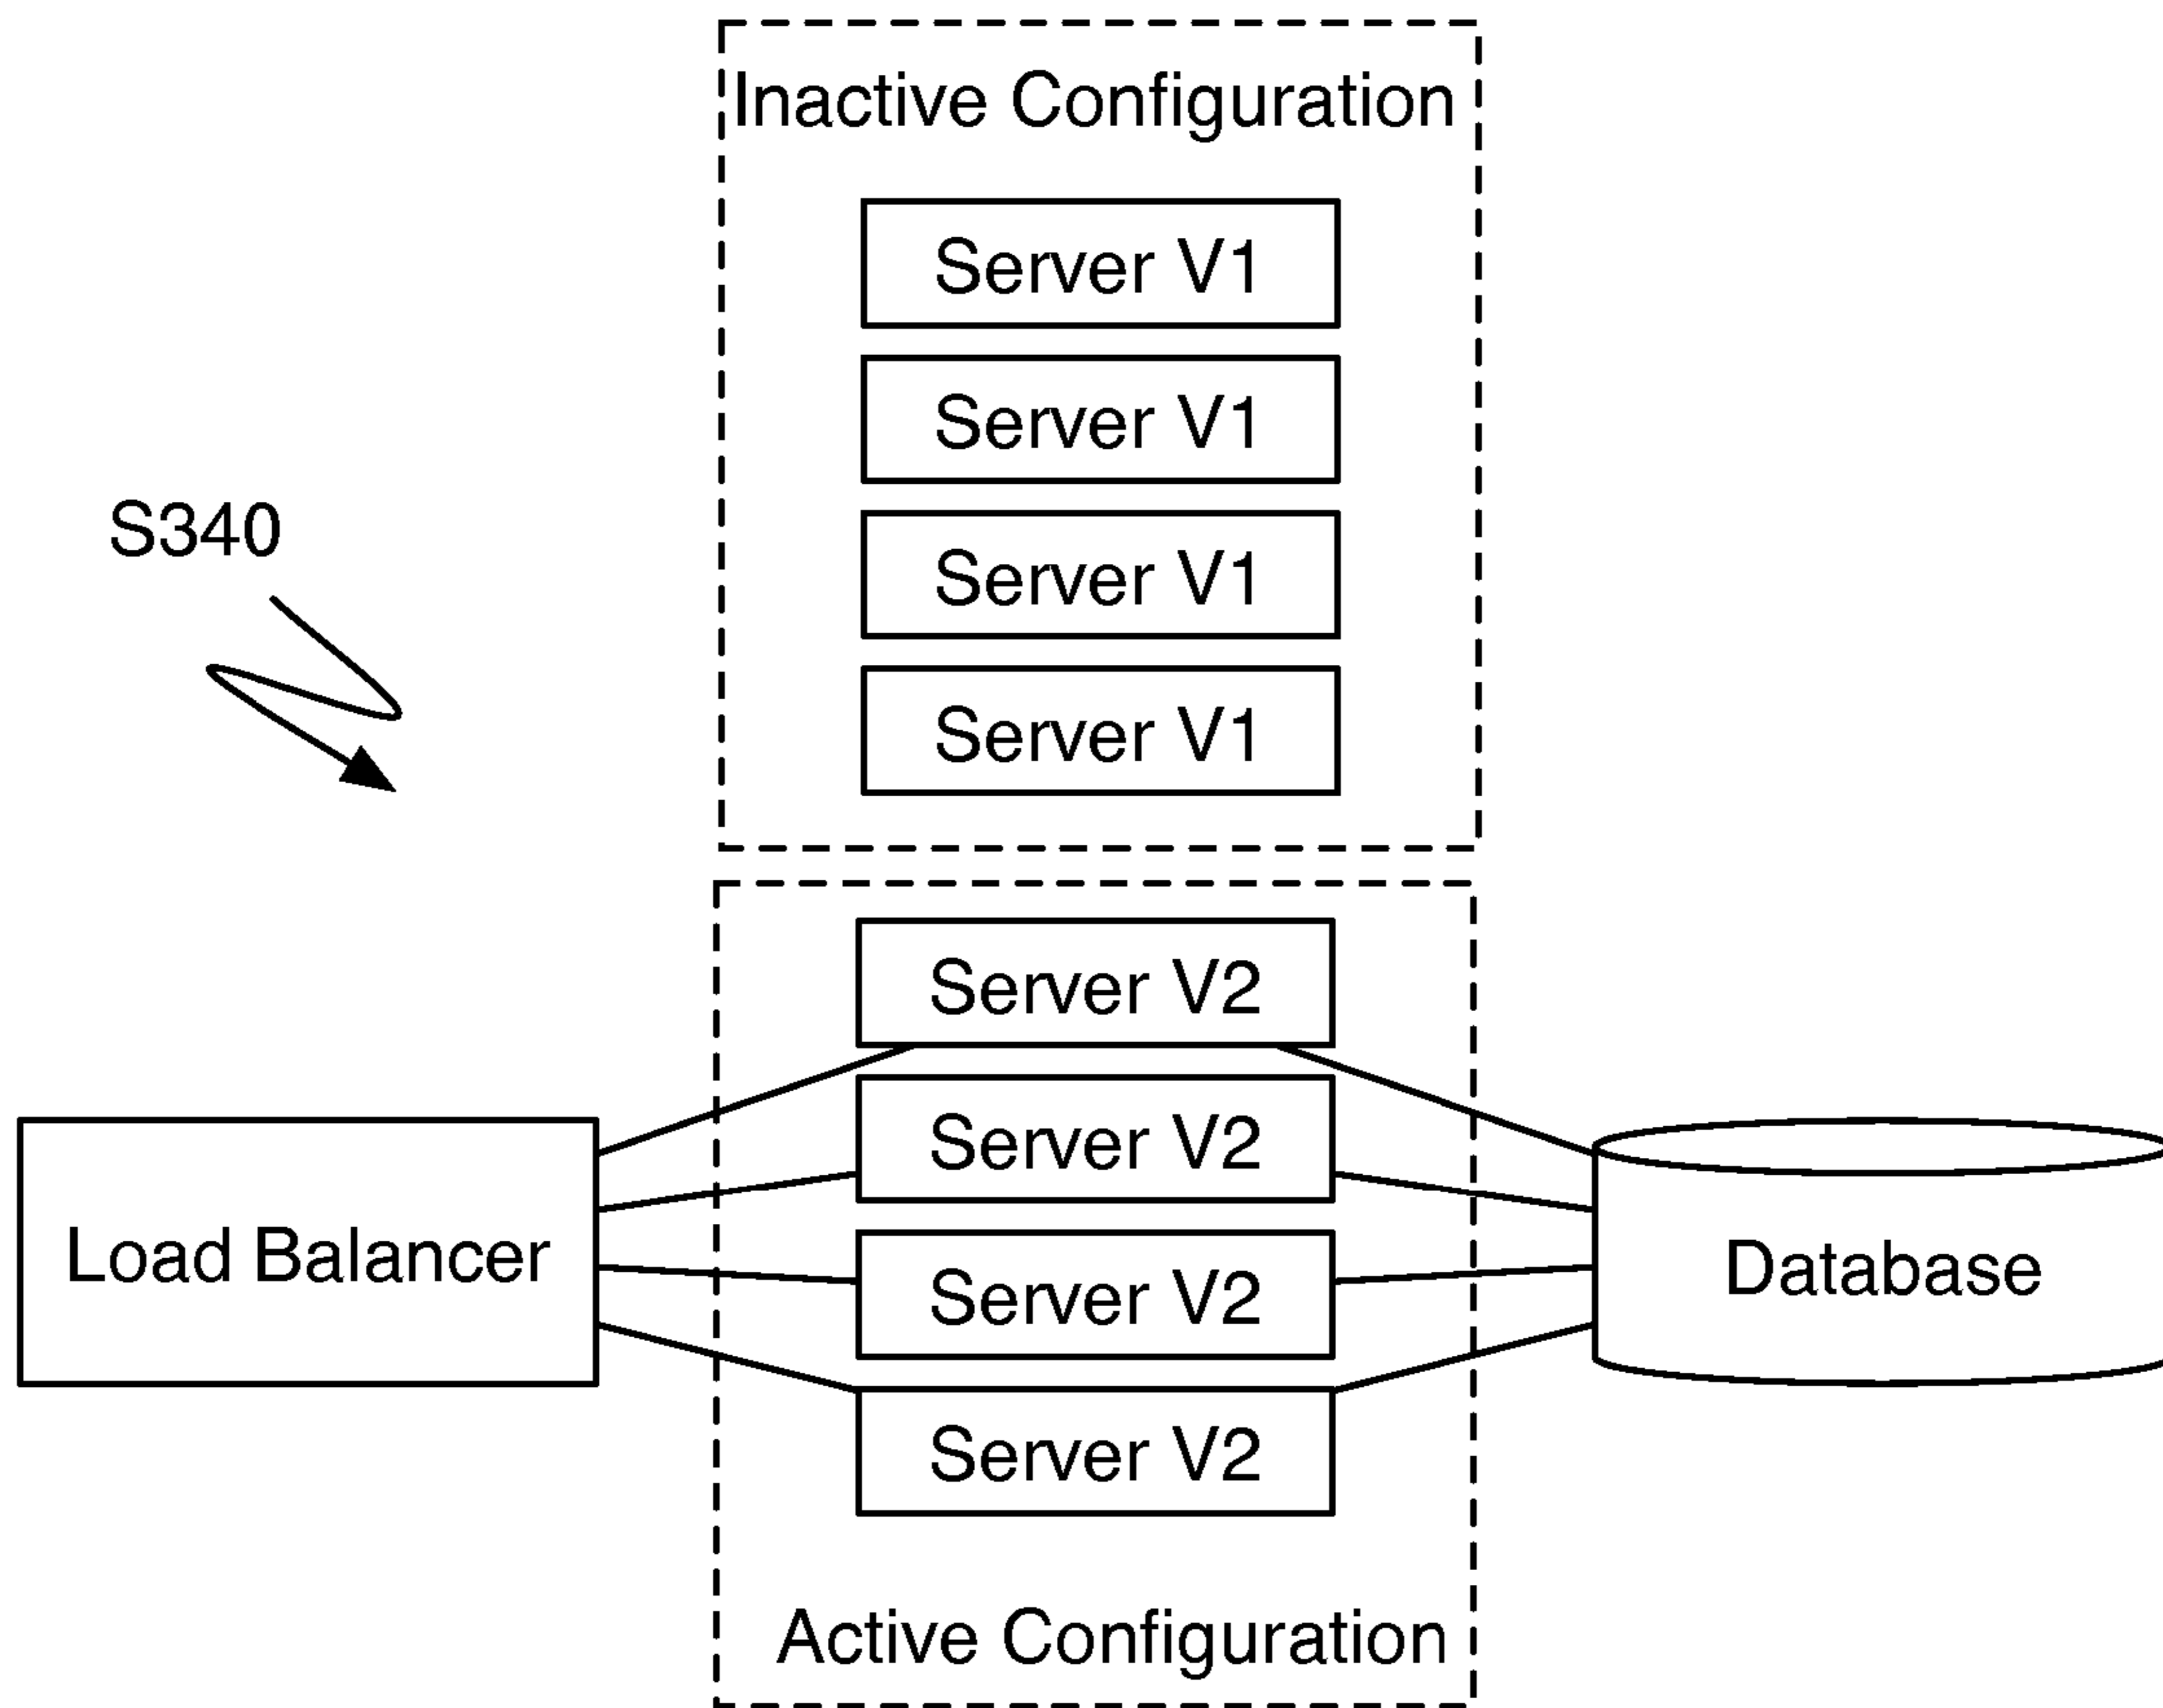 Inactive Configuration
Server V1
Server V1
Server V1
Server V1
S340
Server V2
Server V2
Server V2
Server V2
Load Balancer
Database
Active Configuration